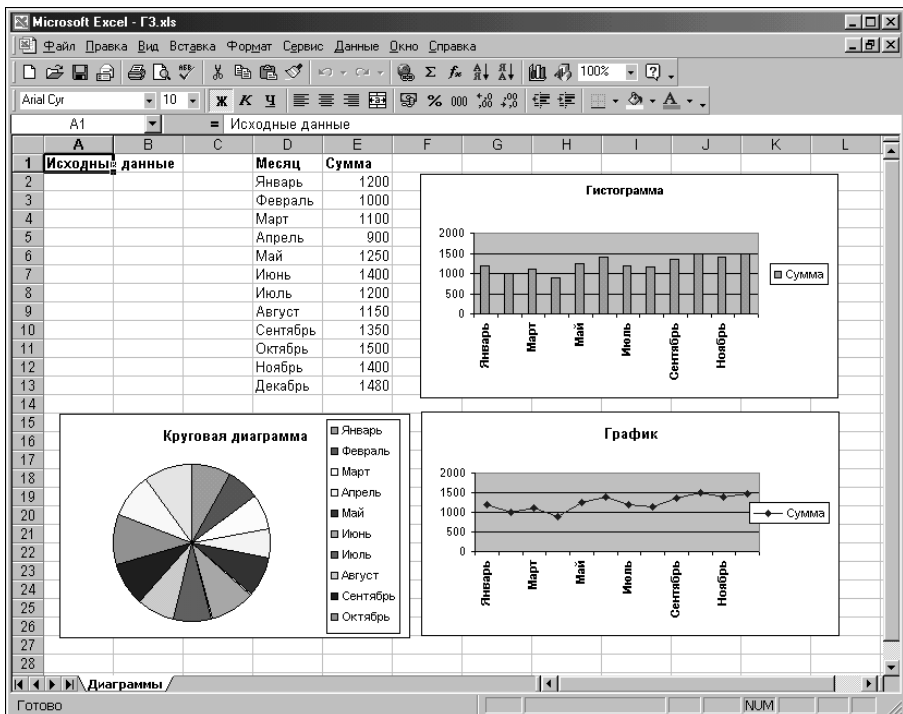 Microsoft Excel - Г3.xls
Файл Правка Вид Вставка Формат Сервис Данные Окно Справка
100%
Arial Cyr 10 Ж К Ч % 000
A1 = Исходные данные
A B C D E F G H I J K L
1 Исходные данные Месяц Сумма
2 Январь 1200
3 Февраль 1000
4 Март 1100
5 Апрель 900
6 Май 1250
7 Июнь 1400
8 Июль 1200
9 Август 1150
10 Сентябрь 1350
11 Октябрь 1500
12 Ноябрь 1400
13 Декабрь 1480
14
15
16
17
18
19
20
21
22
23
24
25
26
27
28
Гистограмма
2000
1500
1000
500
0
Январь Март Май Июль Сентябрь Ноябрь
Сумма
Круговая диаграмма
Январь
Февраль
Март
Апрель
Май
Июнь
Июль
Август
Сентябрь
Октябрь
График
2000
1500
1000
500
0
Январь Март Май Июль Сентябрь Ноябрь
Сумма
Диаграммы
Готово NUM